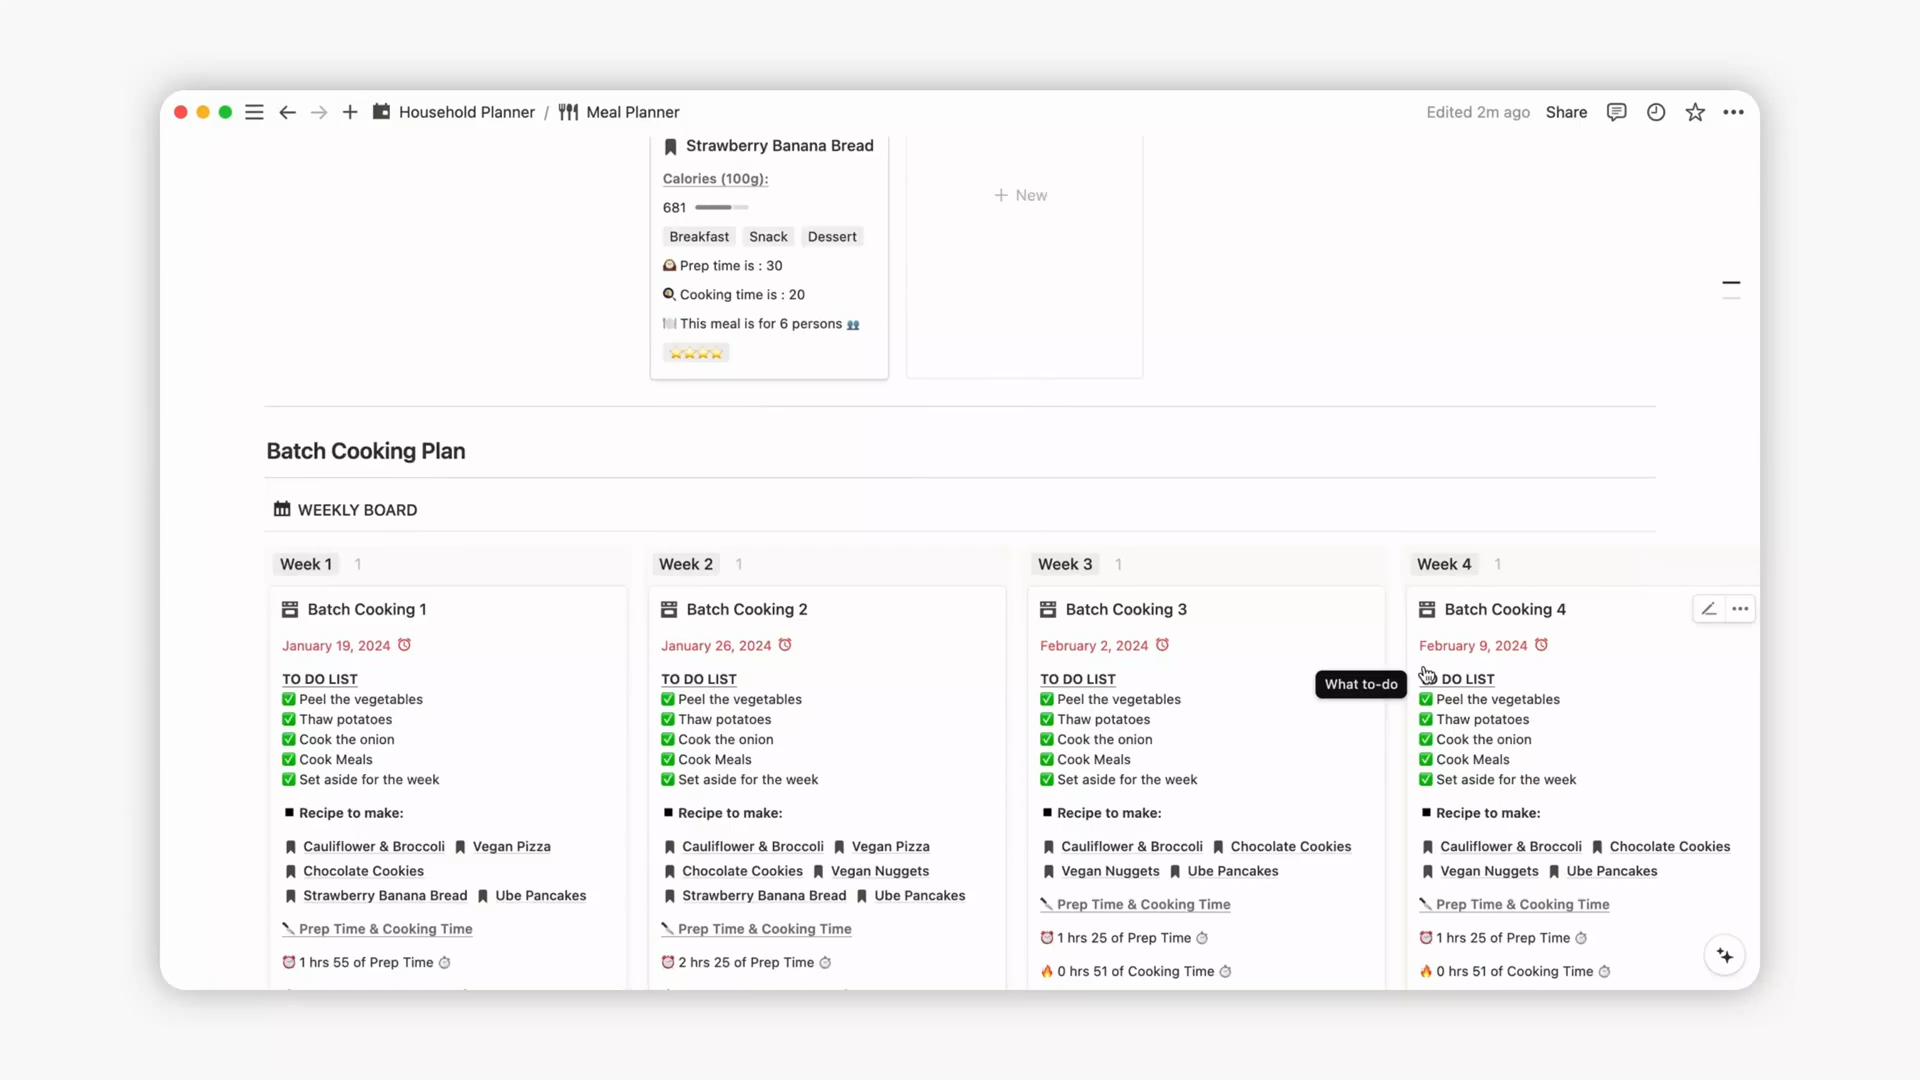 Household Planner / Meal Planner
Edited 2m ago Share
Strawberry Banana Bread
Calories (100g):
681
Breakfast Snack Dessert
Prep time is : 30
Cooking time is : 20
This meal is for 6 persons
+ New
Batch Cooking Plan
WEEKLY BOARD
Week 1 1
Batch Cooking 1
January 19, 2024
TO DO LIST
✅ Peel the vegetables
✅ Thaw potatoes
✅ Cook the onion
✅ Cook Meals
✅ Set aside for the week
Recipe to make:
Cauliflower & Broccoli Vegan Pizza
Chocolate Cookies
Strawberry Banana Bread Ube Pancakes
Prep Time & Cooking Time
1 hrs 55 of Prep Time
Week 2 1
Batch Cooking 2
January 26, 2024
TO DO LIST
✅ Peel the vegetables
✅ Thaw potatoes
✅ Cook the onion
✅ Cook Meals
✅ Set aside for the week
Recipe to make:
Cauliflower & Broccoli Vegan Pizza
Chocolate Cookies Vegan Nuggets
Strawberry Banana Bread Ube Pancakes
Prep Time & Cooking Time
2 hrs 25 of Prep Time
Week 3 1
Batch Cooking 3
February 2, 2024
TO DO LIST
✅ Peel the vegetables
✅ Thaw potatoes
✅ Cook the onion
✅ Cook Meals
✅ Set aside for the week
Recipe to make:
Cauliflower & Broccoli Chocolate Cookies
Vegan Nuggets Ube Pancakes
Prep Time & Cooking Time
1 hrs 25 of Prep Time
0 hrs 51 of Cooking Time
What to-do
Week 4 1
Batch Cooking 4
February 9, 2024
DO LIST
✅ Peel the vegetables
✅ Thaw potatoes
✅ Cook the onion
✅ Cook Meals
✅ Set aside for the week
Recipe to make:
Cauliflower & Broccoli Chocolate Cookies
Vegan Nuggets Ube Pancakes
Prep Time & Cooking Time
1 hrs 25 of Prep Time
0 hrs 51 of Cooking Time